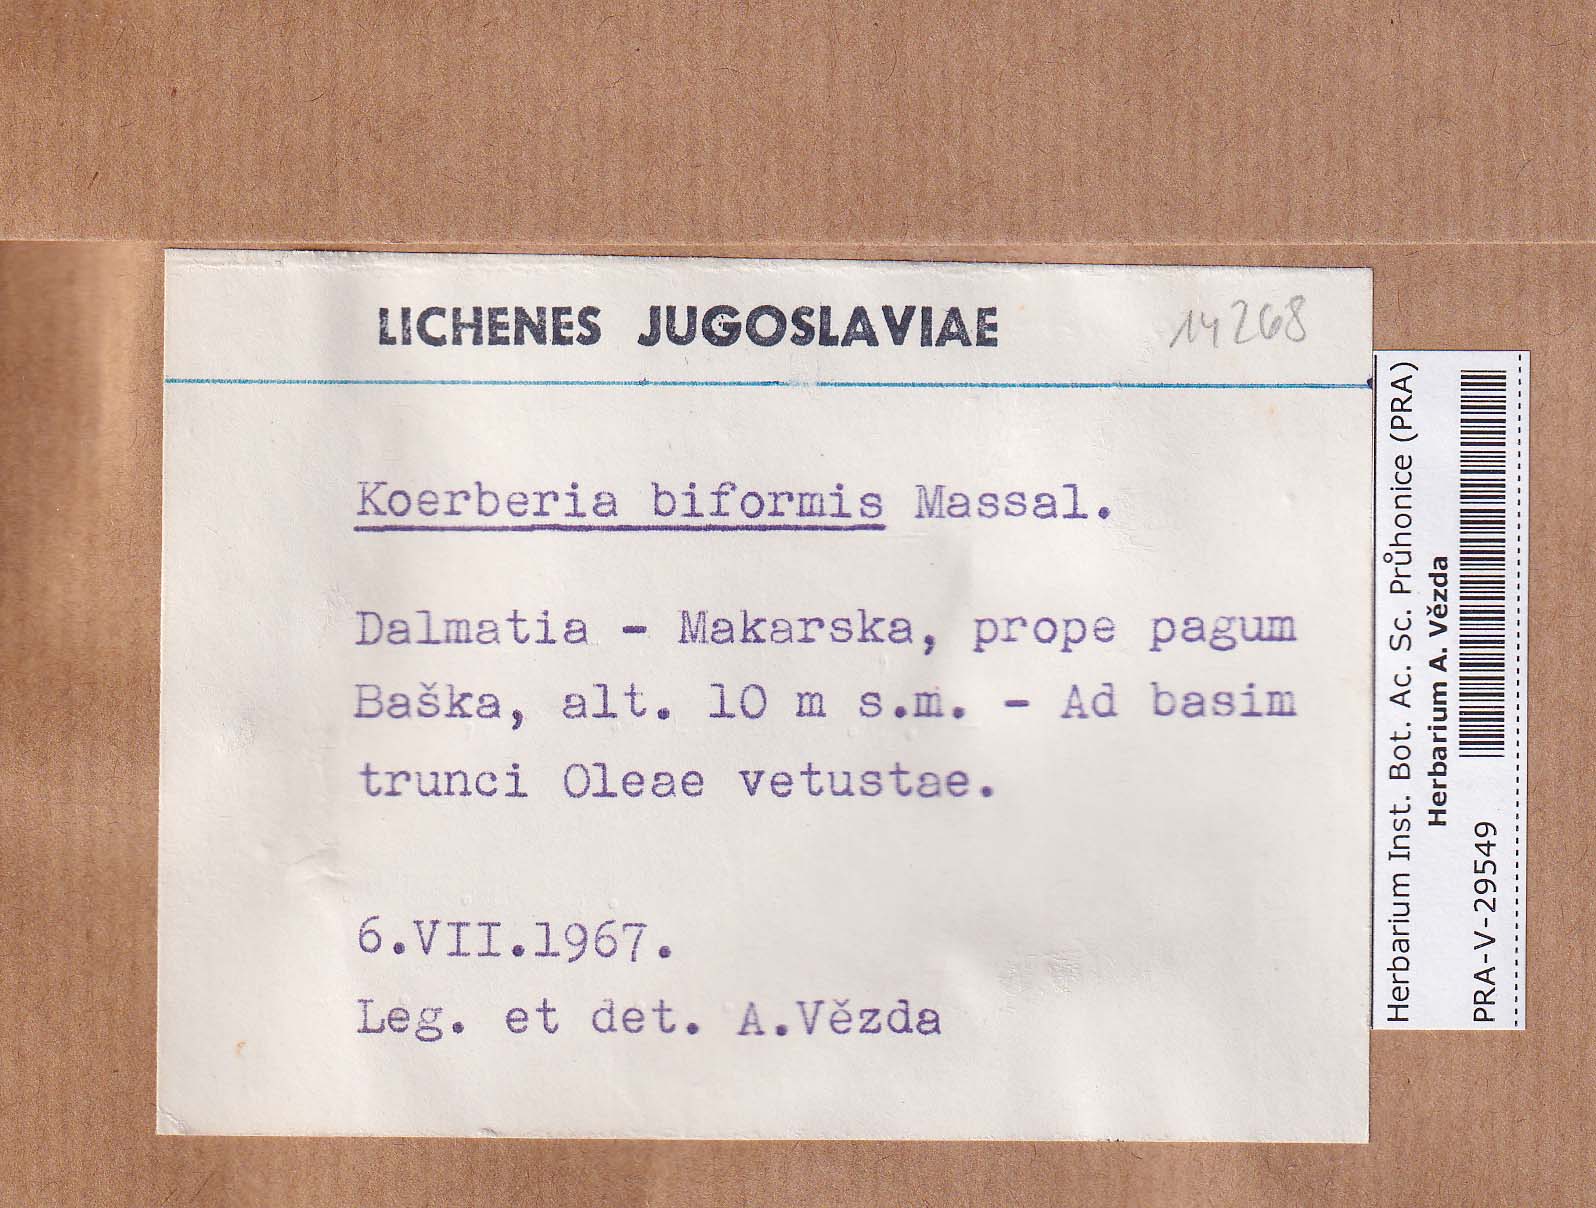 LICHENES JUGOSLAVIAE
14268
Koerberia biformis Massal.
Dalmatia - Makarska, prope pagum
Baška, alt. 10 m s.m. - Ad basim
trunci Oleae vetustae.
6.VII.1967.
Leg. et det. A.Vězda
Herbarium Inst. Bot. Ac. Sc. Průhonice (PRA)
Herbarium A. Vězda
PRA-V-29549